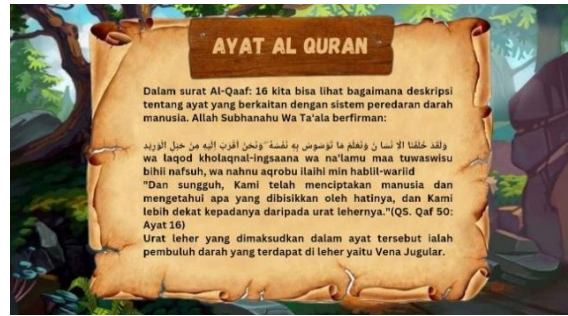 AYAT AL QURAN
Dalam surat Al-Qaaf: 16 kita bisa lihat bagaimana deskripsi
tentang ayat yang berkaitan dengan sistem peredaran darah
manusia. Allah Subhanahu Wa Ta'ala berfirman:
وَلَقَدْ خَلَقْنَا الْاِ نْسَا نَ وَنَعْلَمُ مَا تُوَسْوِسُ بِهٖ نَفْسُهٗ ۖ وَنَحْنُ اَقْرَبُ اِلَيْهِ مِنْ حَبْلِ الْوَرِيْدِ
wa laqod kholaqnal-ingsaana wa na'lamu maa tuwaswisu
bihii nafsuh, wa nahnu aqrobu ilaihi min hablil-wariid
"Dan sungguh, Kami telah menciptakan manusia dan
mengetahui apa yang dibisikkan oleh hatinya, dan Kami
lebih dekat kepadanya daripada urat lehernya."(QS. Qaf 50:
Ayat 16)
Urat leher yang dimaksudkan dalam ayat tersebut ialah
pembuluh darah yang terdapat di leher yaitu Vena Jugular.